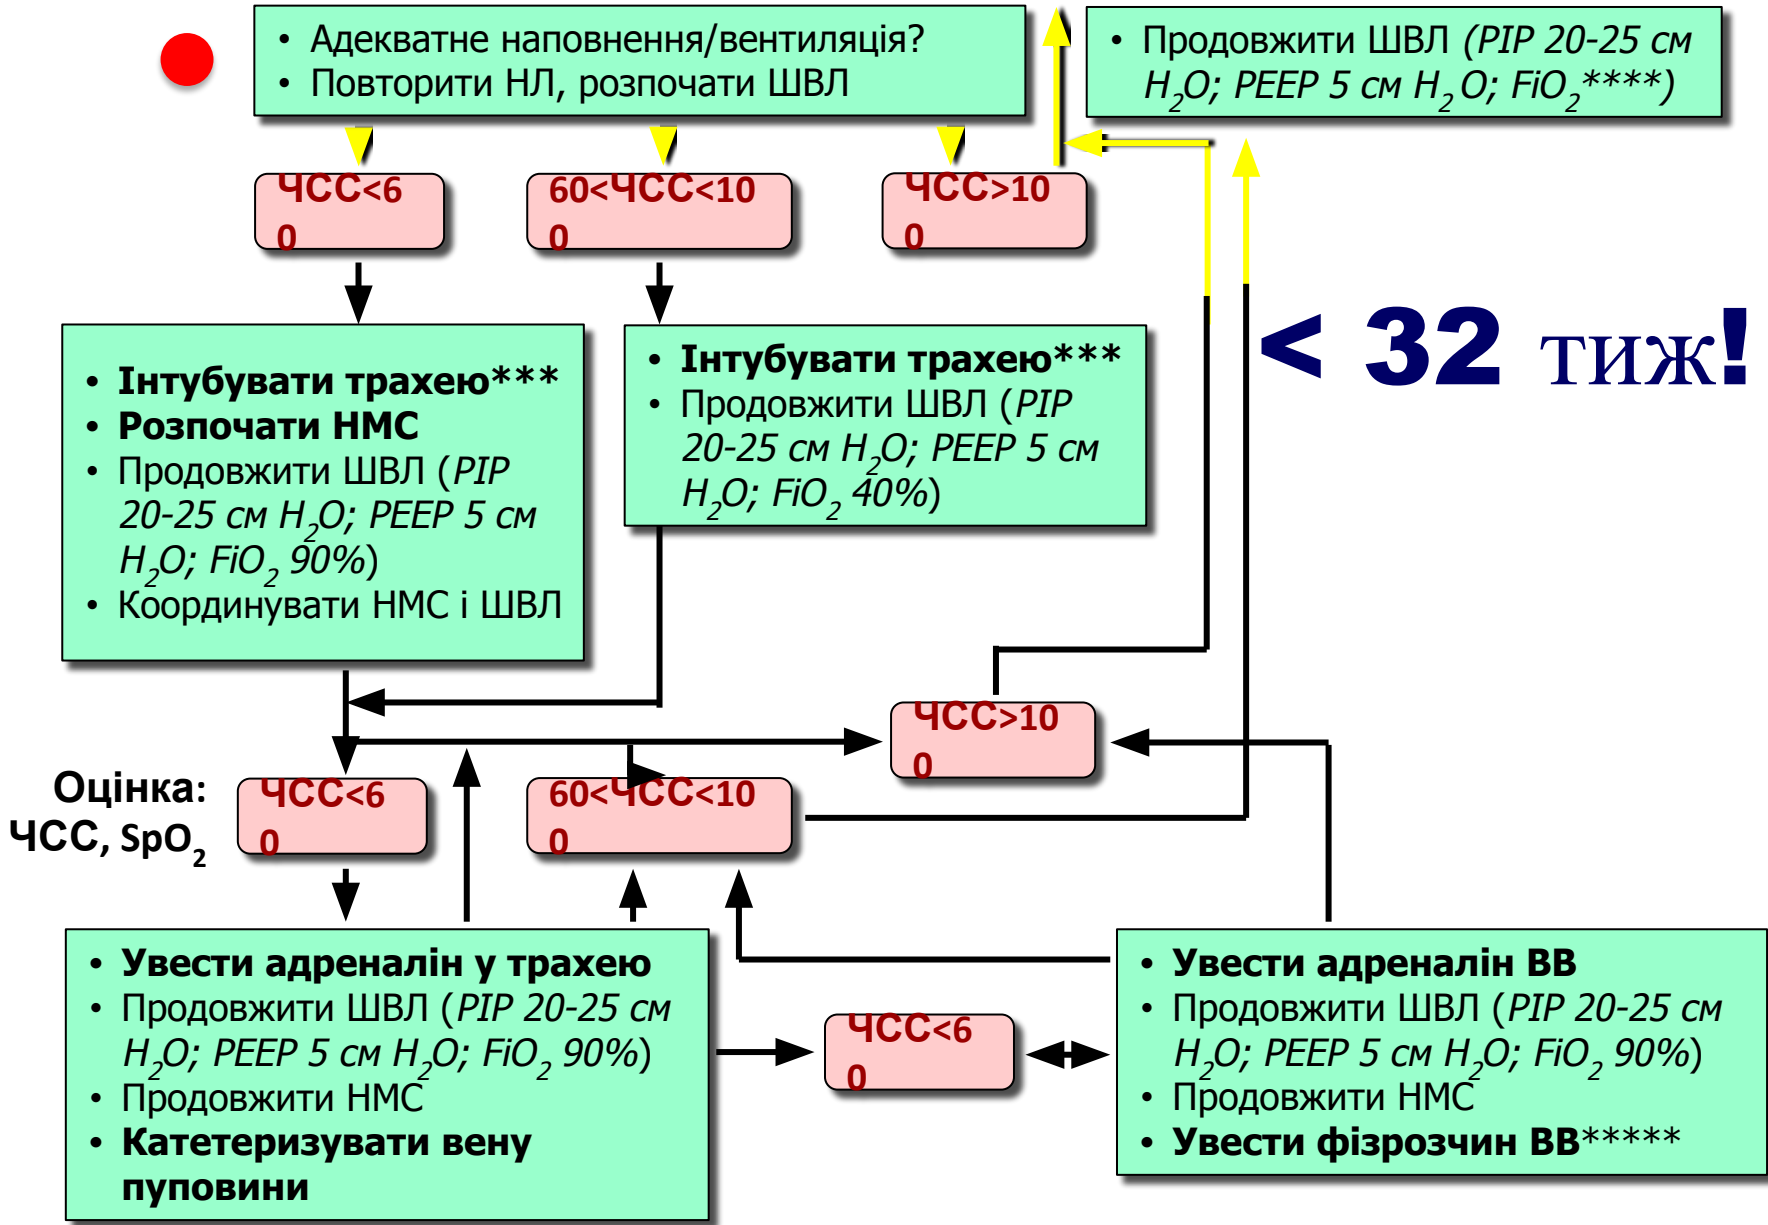 • Адекватне наповнення/вентиляція?
• Повторити НЛ, розпочати ШВЛ
• Продовжити ШВЛ (PIP 20-25 см
H2O; PEEP 5 см H2 O; FiO2****)
ЧСС<6
0
60<ЧСС<10
0
ЧСС>10
0
< 32 тиж!
• Інтубувати трахею***
• Розпочати НМС
• Продовжити ШВЛ (PIP
20-25 см H2O; PEEP 5 см
H2O; FiO2 90%)
• Координувати НМС і ШВЛ
• Інтубувати трахею***
• Продовжити ШВЛ (PIP
20-25 см H2O; PEEP 5 см
H2O; FiO2 40%)
ЧСС>10
0
Оцінка:
ЧСС, SpO2
ЧСС<6
0
60<ЧСС<10
0
• Увести адреналін у трахею
• Продовжити ШВЛ (PIP 20-25 см
H2O; PEEP 5 см H2O; FiO2 90%)
• Продовжити НМС
• Катетеризувати вену
пуповини
ЧСС<6
0
• Увести адреналін ВВ
• Продовжити ШВЛ (PIP 20-25 см
H2O; PEEP 5 см H2O; FiO2 90%)
• Продовжити НМС
• Увести фізрозчин ВВ*****